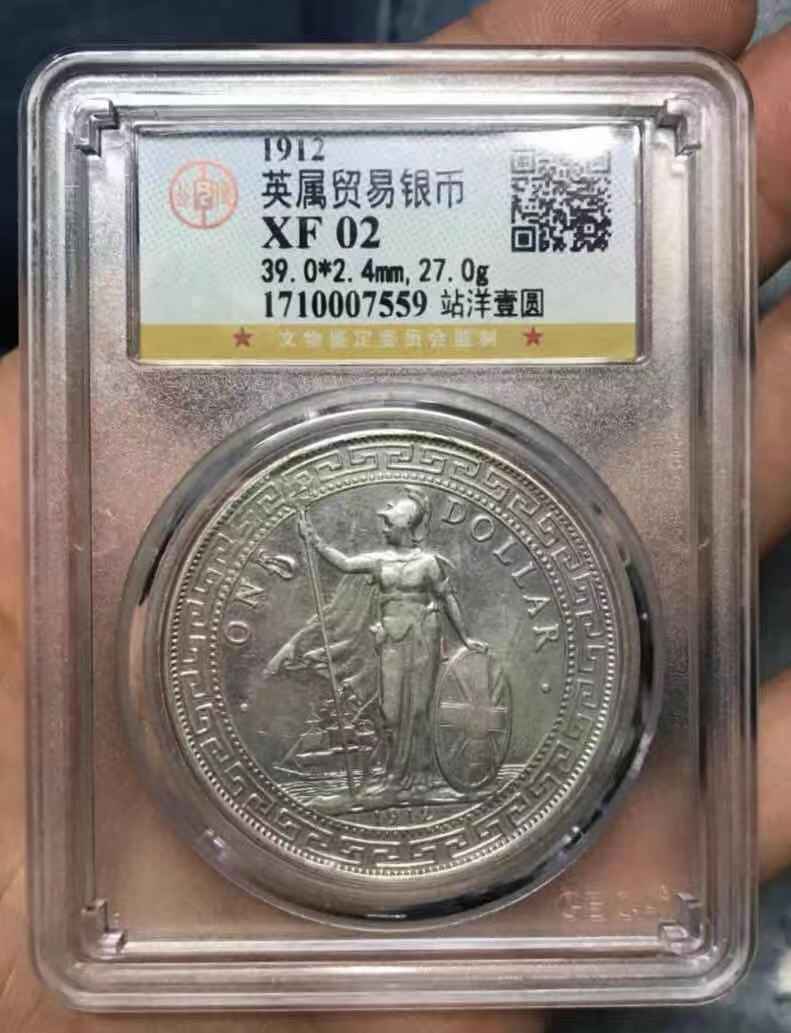 1912
英属贸易银币
XF 02
39.0*2.4mm, 27.0g
1710007559 站洋壹圆
★ 文物鉴定委员会监制 ★
ONE DOLLAR
1912